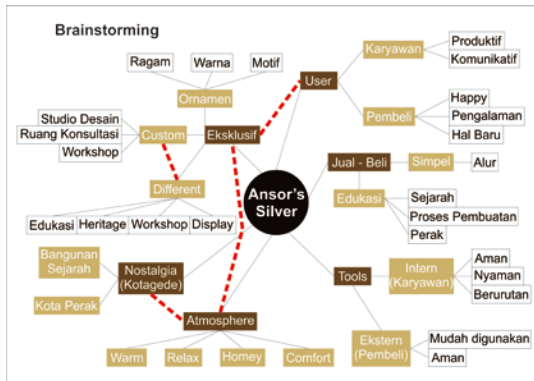 Brainstorming
Ragam
Warna
Motif
Ornamen
Studio Desain
Ruang Konsultasi
Workshop
Custom
Eksklusif
Different
Edukasi
Heritage
Workshop
Display
User
Karyawan
Produktif
Komunikatif
Pembeli
Happy
Pengalaman
Hal Baru
Ansor's
Silver
Jual - Beli
Simpel
Alur
Edukasi
Sejarah
Proses Pembuatan
Perak
Bangunan
Sejarah
Kota Perak
Nostalgia
(Kotagede)
Atmosphere
Warm
Relax
Homey
Comfort
Tools
Intern
(Karyawan)
Aman
Nyaman
Berurutan
Ekstern
(Pembeli)
Mudah digunakan
Aman